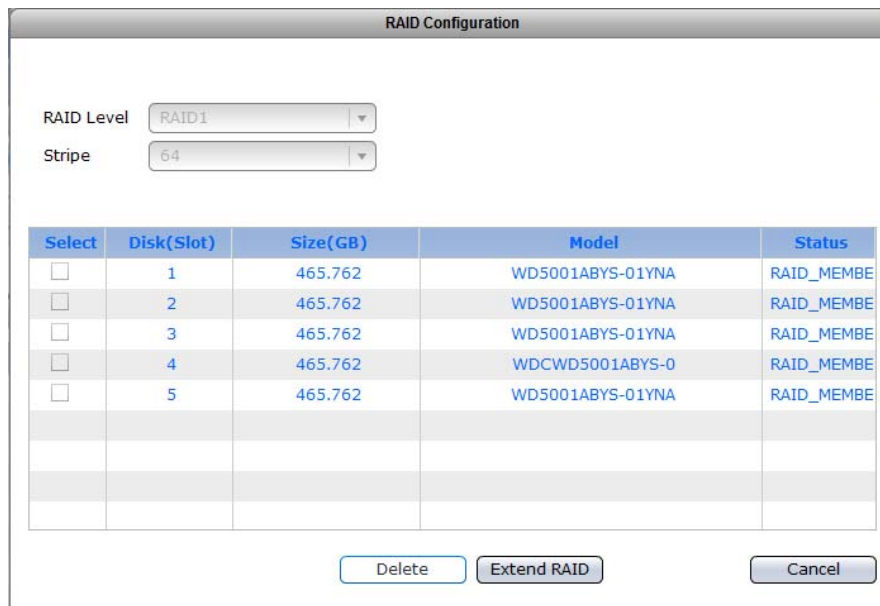 RAID Configuration
RAID Level RAID1
Stripe 64
Select Disk(Slot) Size(GB) Model Status
1 465.762 WD5001ABYS-01YNA RAID_MEMBE
2 465.762 WD5001ABYS-01YNA RAID_MEMBE
3 465.762 WD5001ABYS-01YNA RAID_MEMBE
4 465.762 WDCWD5001ABYS-0 RAID_MEMBE
5 465.762 WD5001ABYS-01YNA RAID_MEMBE
Delete Extend RAID Cancel